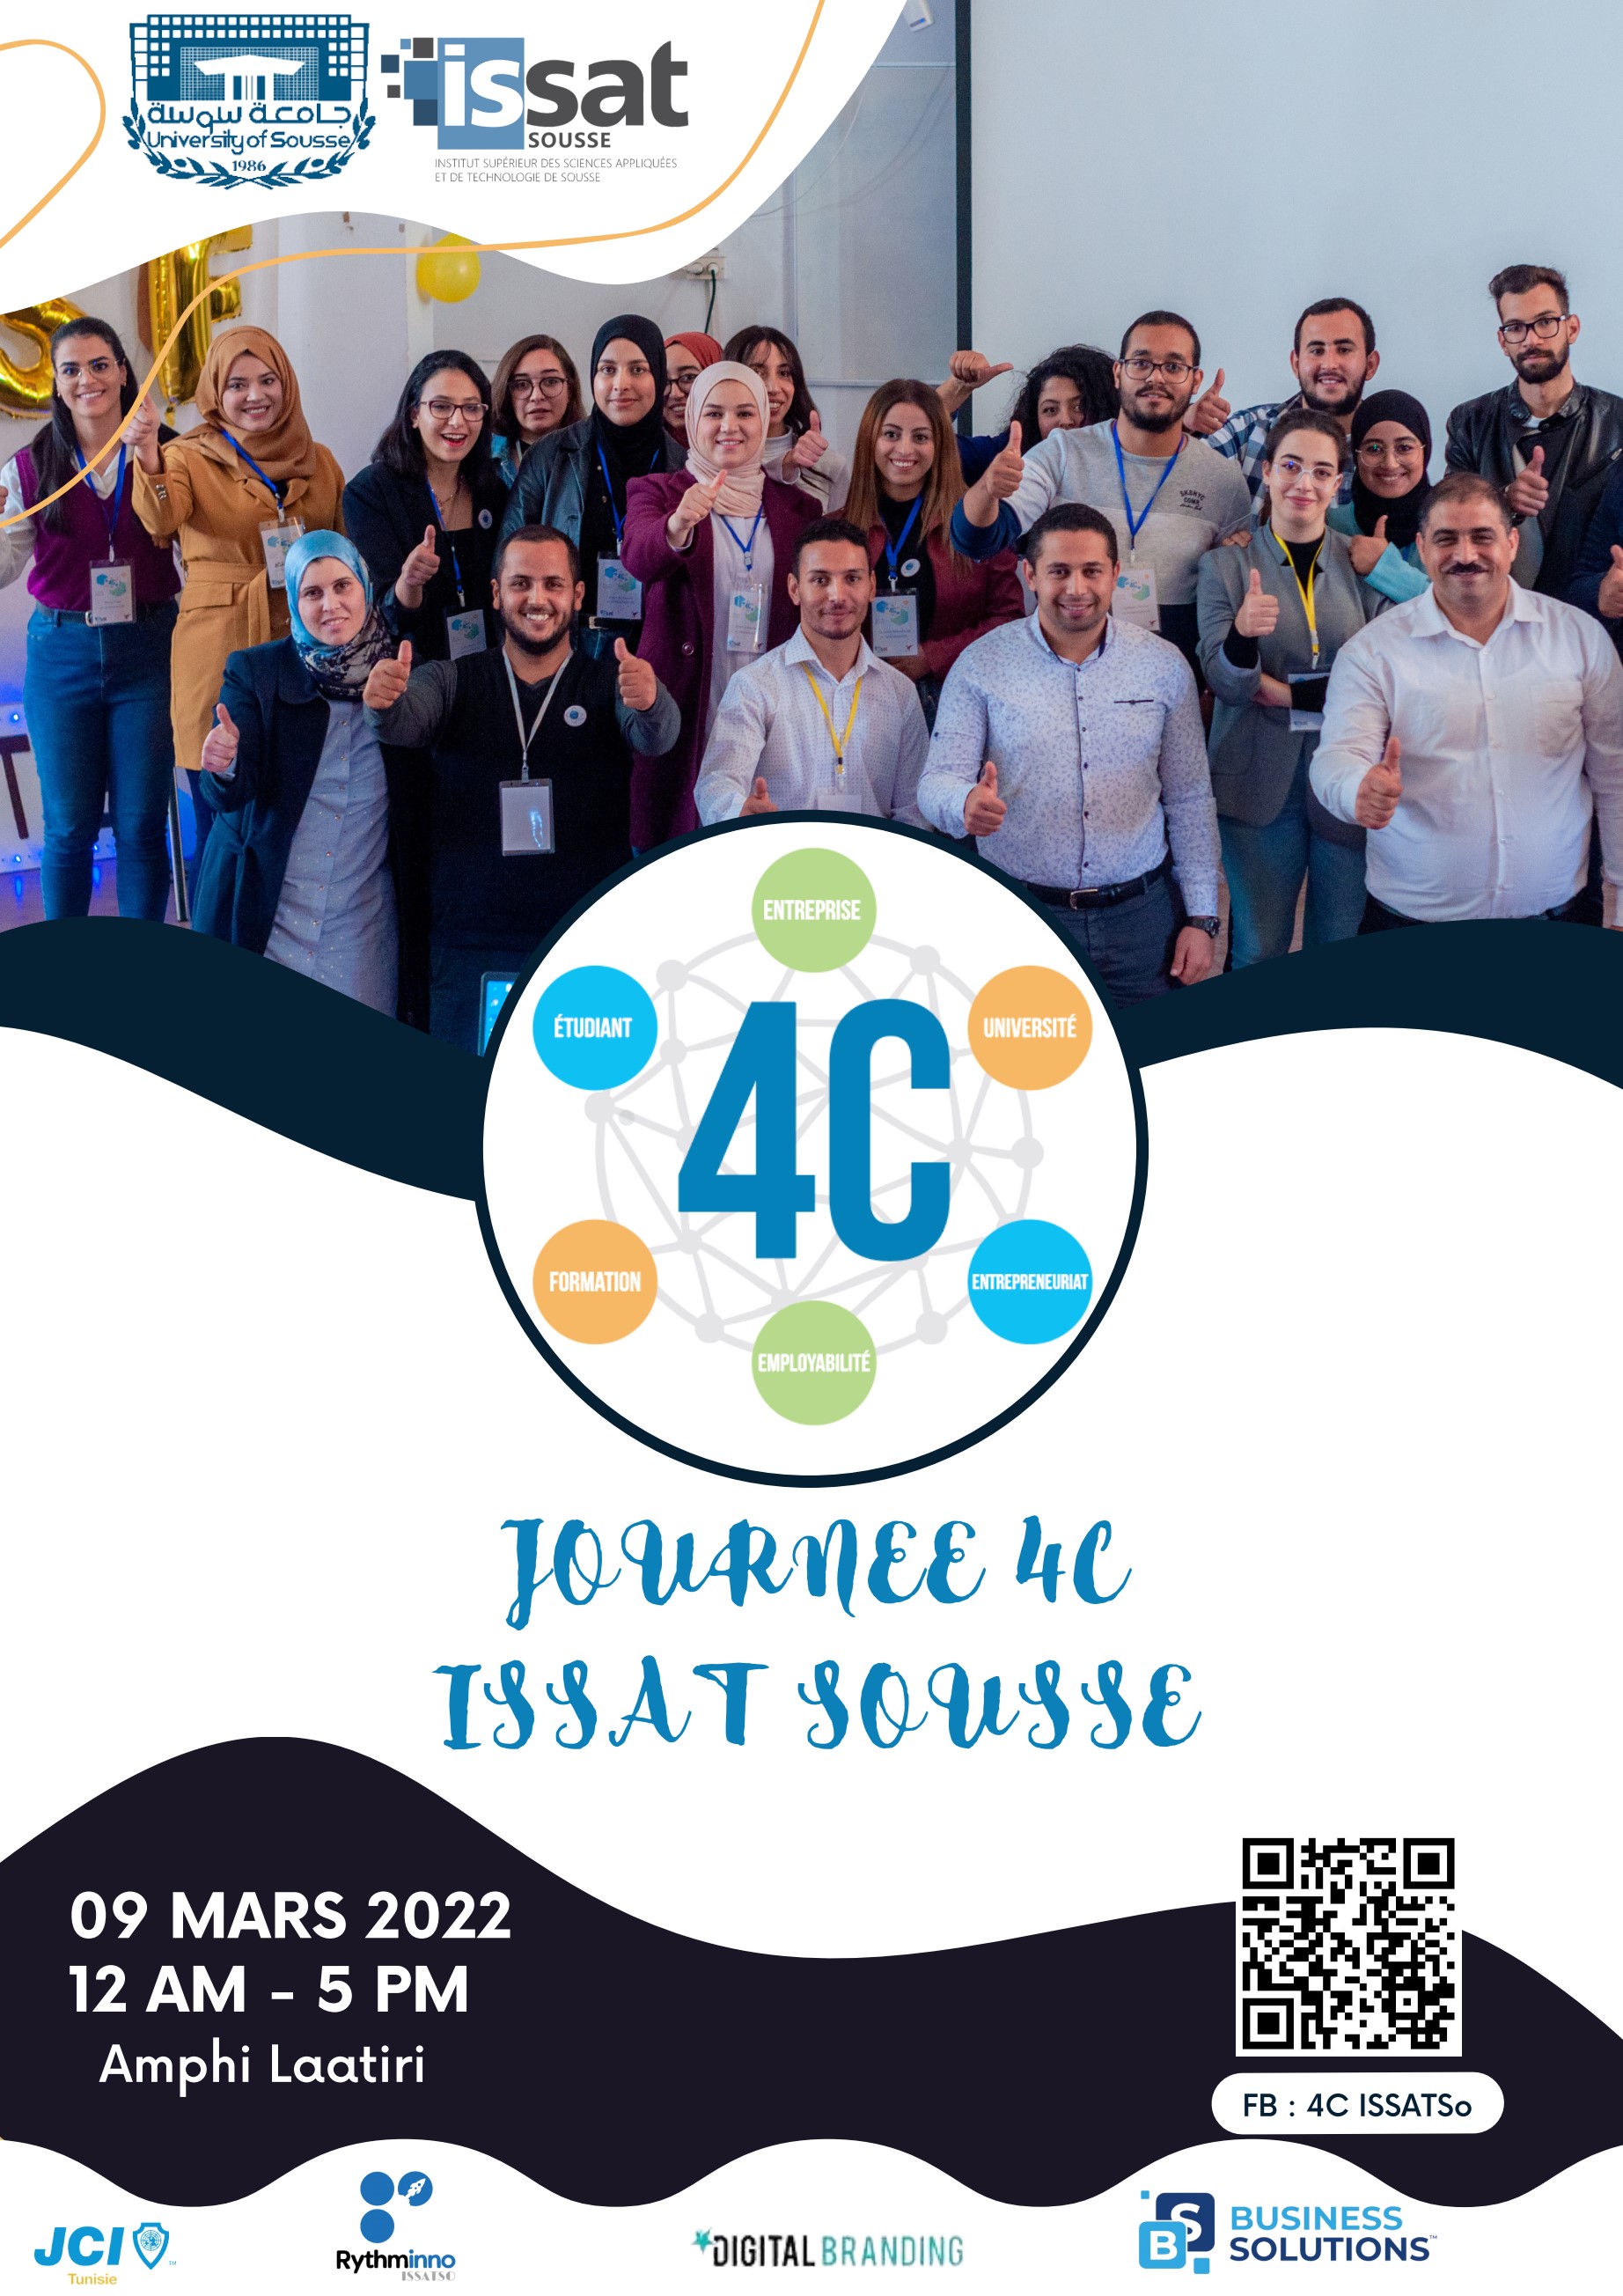 جامعة سوسة
University of Sousse
1986
issat
SOUSSE
INSTITUT SUPÉRIEUR DES SCIENCES APPLIQUÉES
ET DE TECHNOLOGIE DE SOUSSE
ENTREPRISE
ÉTUDIANT
UNIVERSITÉ
4C
FORMATION
ENTREPRENEURIAT
EMPLOYABILITÉ
JOURNEE 4C
ISSAT SOUSSE
09 MARS 2022
12 AM - 5 PM
Amphi Laatiri
FB : 4C ISSATSo
JCI
Tunisie
Rythminno
ISSATSO
DIGITAL BRANDING
BS
BUSINESS
SOLUTIONS™